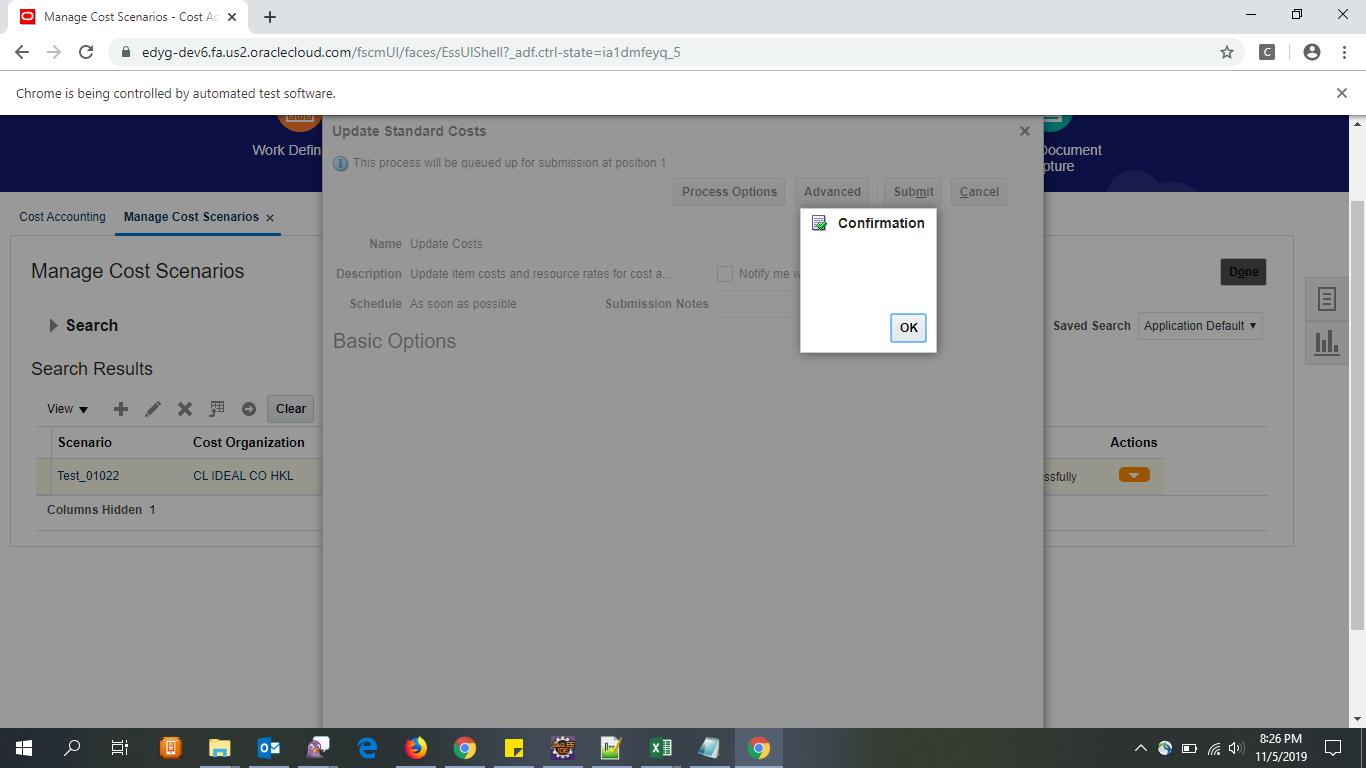 Manage Cost Scenarios - Cost Ac
edyg-dev6.fa.us2.oraclecloud.com/fscmUI/faces/EssUIShell?_adf.ctrl-state=ia1dmfeyq_5
C
Chrome is being controlled by automated test software.
Work Defin
Document
pture
Update Standard Costs
This process will be queued up for submission at position 1
Process Options Advanced Submit Cancel
Cost Accounting Manage Cost Scenarios
Confirmation
Name Update Costs
Manage Cost Scenarios
Description Update item costs and resource rates for cost a... Notify me w
Done
Schedule As soon as possible Submission Notes
Search
OK
Saved Search Application Default
Basic Options
Search Results
View Clear
Scenario Cost Organization Actions
Test_01022 CL IDEAL CO HKL ssfully
Columns Hidden 1
8:26 PM
11/5/2019